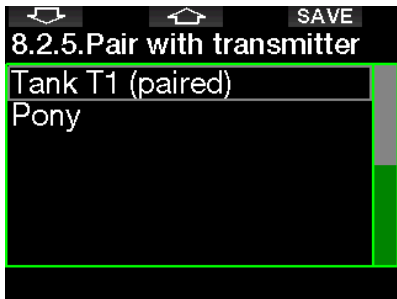 SAVE
8.2.5.Pair with transmitter
Tank T1 (paired)
Pony